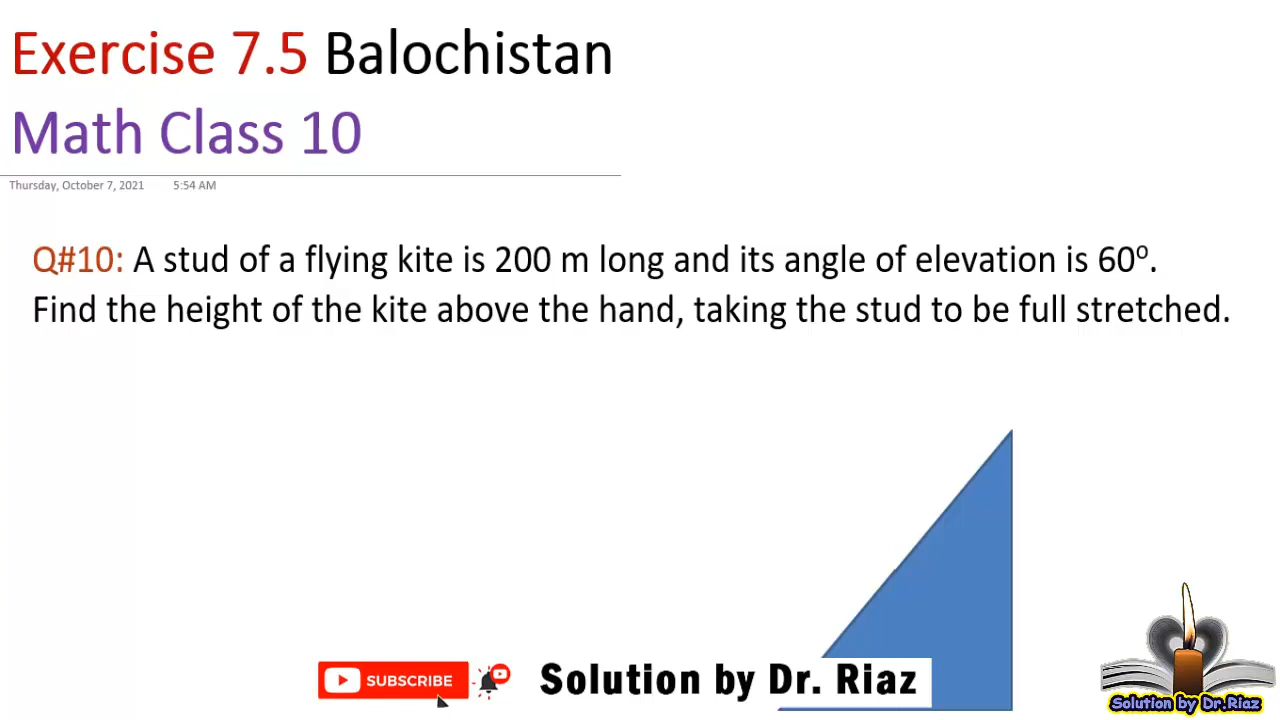 Exercise 7.5 Balochistan
Math Class 10
Thursday, October 7, 2021 5:54 AM
Q#10: A stud of a flying kite is 200 m long and its angle of elevation is 60º.
Find the height of the kite above the hand, taking the stud to be full stretched.
SUBSCRIBE
Solution by Dr. Riaz
Solution by Dr.Riaz